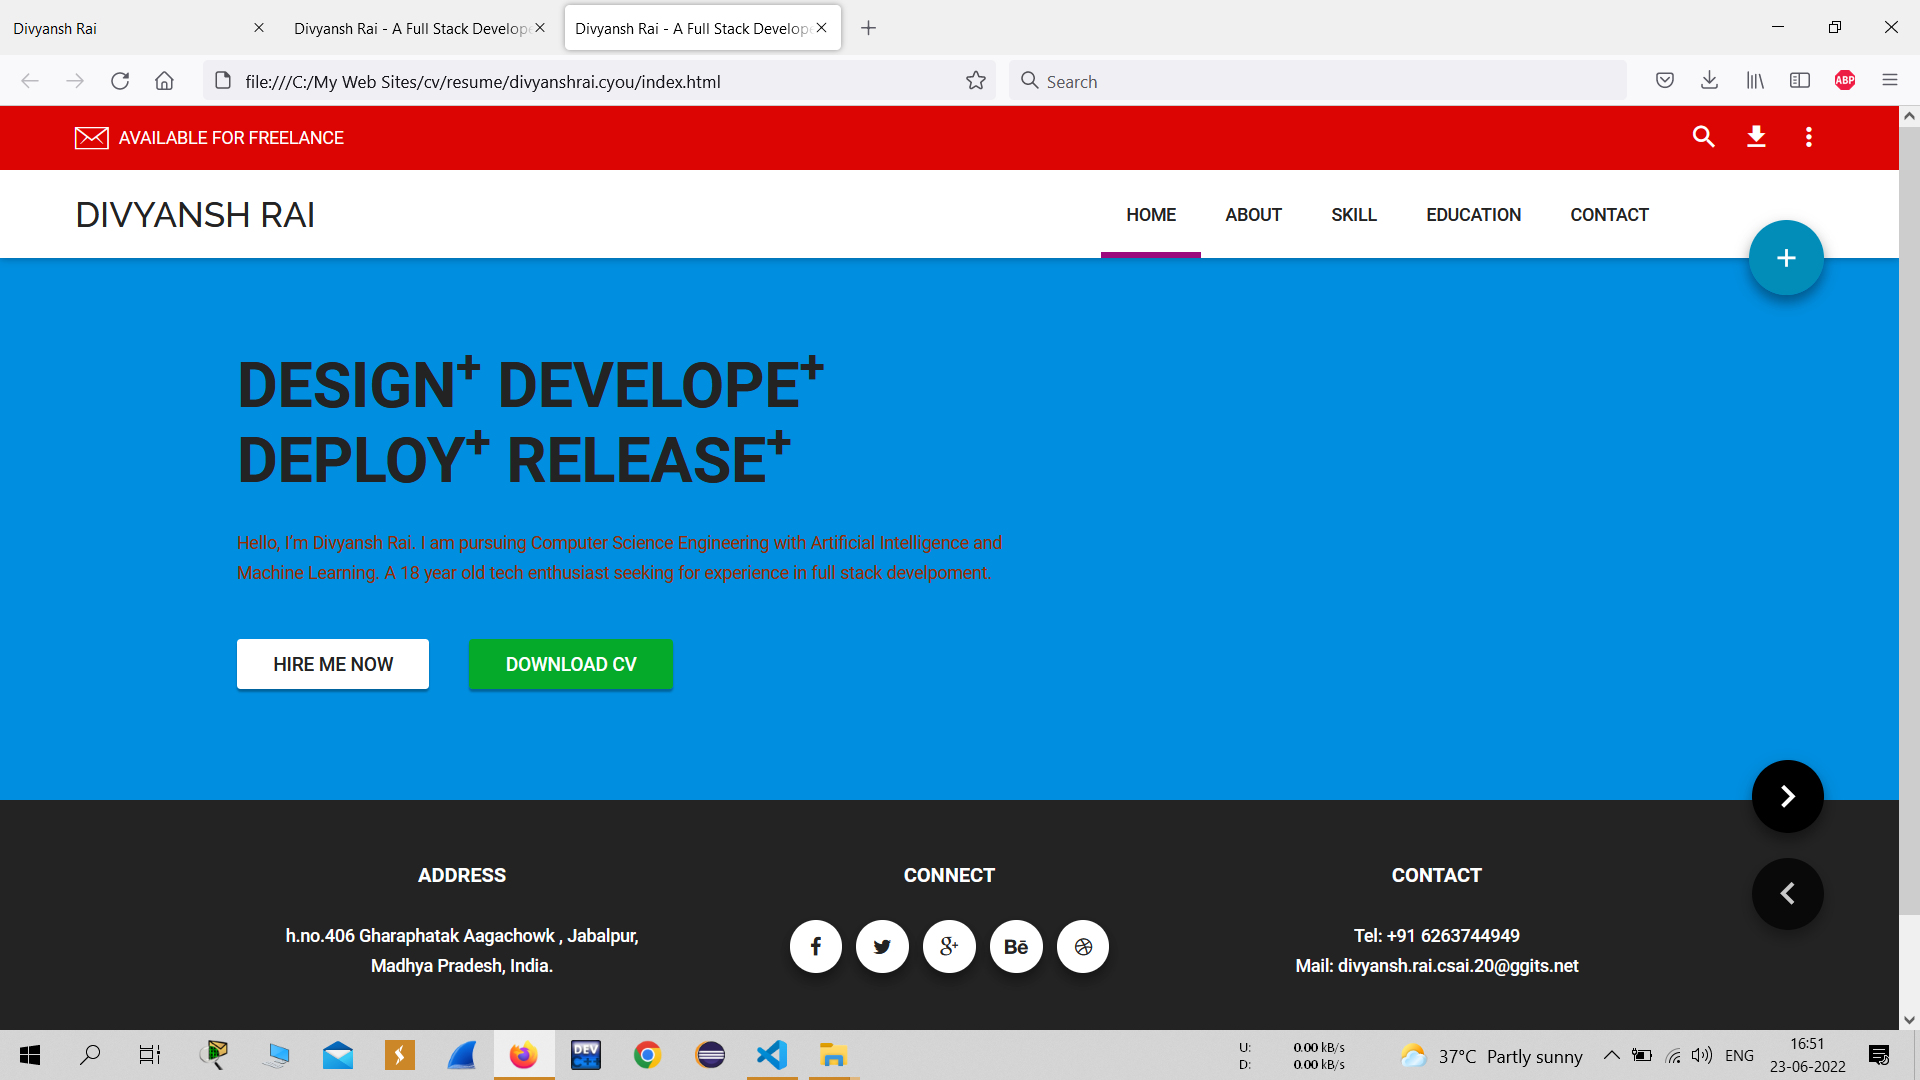 Divyansh Rai
Divyansh Rai - A Full Stack Develope
Divyansh Rai - A Full Stack Develope
file:///C:/My Web Sites/cv/resume/divyanshrai.cyou/index.html
Search
ABP
AVAILABLE FOR FREELANCE
DIVYANSH RAI
HOME
ABOUT
SKILL
EDUCATION
CONTACT
+
DESIGN+ DEVELOPE+
DEPLOY+ RELEASE+
Hello, I'm Divyansh Rai. I am pursuing Computer Science Engineering with Artificial Intelligence and
Machine Learning. A 18 year old tech enthusiast seeking for experience in full stack develpoment.
HIRE ME NOW
DOWNLOAD CV
ADDRESS
h.no.406 Gharaphatak Aagachowk , Jabalpur,
Madhya Pradesh, India.
CONNECT
f
g+
Bē
CONTACT
Tel: +91 6263744949
Mail: divyansh.rai.csai.20@ggits.net
DEV
C++
U: 0.00 kB/s
D: 0.00 kB/s
37°C Partly sunny
ENG
16:51
23-06-2022